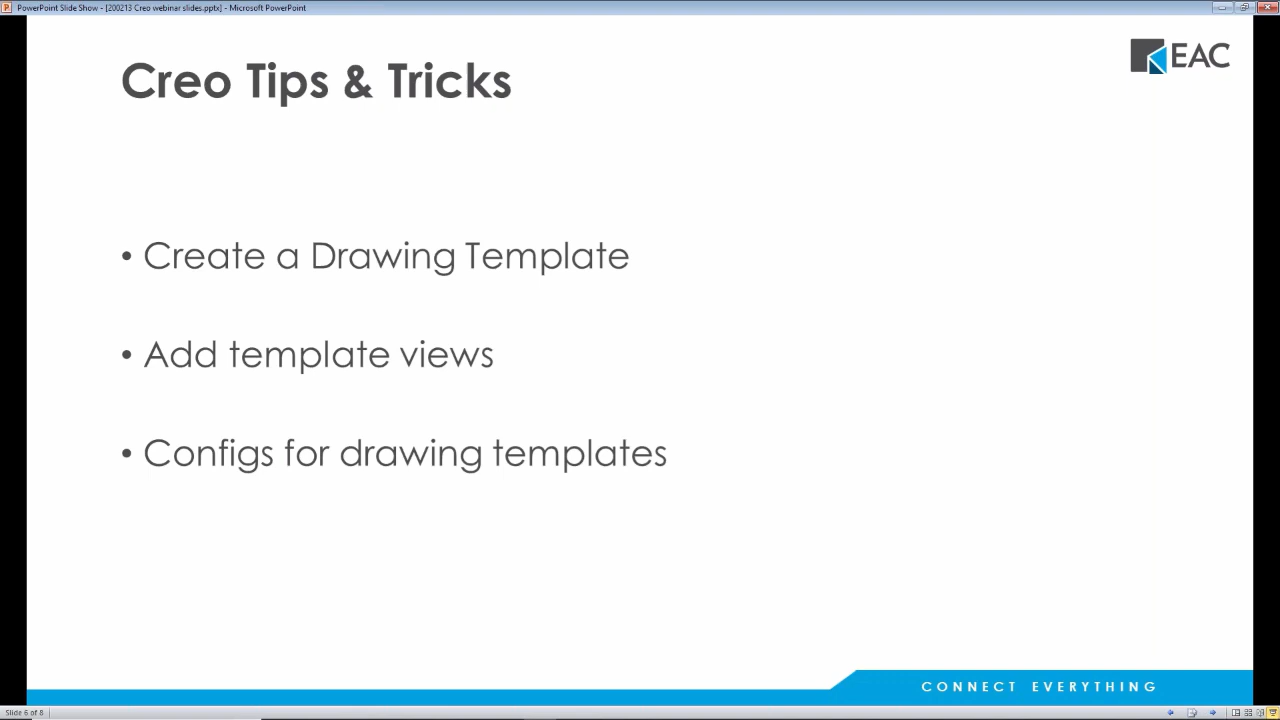 PowerPoint Slide Show - [200213 Creo webinar slides.pptx] - Microsoft PowerPoint
EAC
Creo Tips & Tricks
• Create a Drawing Template
• Add template views
• Configs for drawing templates
CONNECT EVERYTHING
Slide 6 of 8